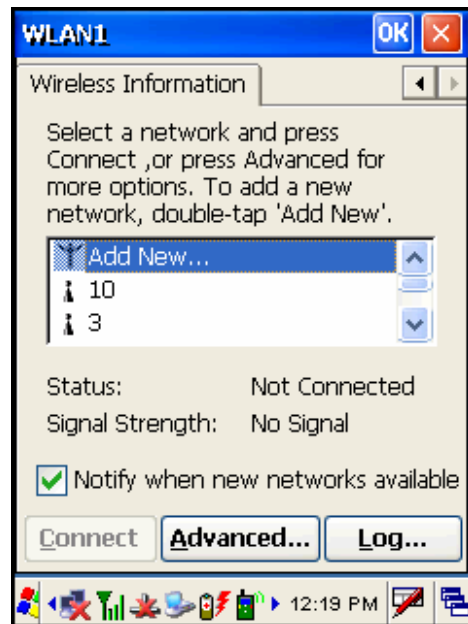 WLAN1 OK
Wireless Information
Select a network and press
Connect ,or press Advanced for
more options. To add a new
network, double-tap 'Add New'.
Add New...
10
3
Status: Not Connected
Signal Strength: No Signal
Notify when new networks available
Connect Advanced... Log...
12:19 PM